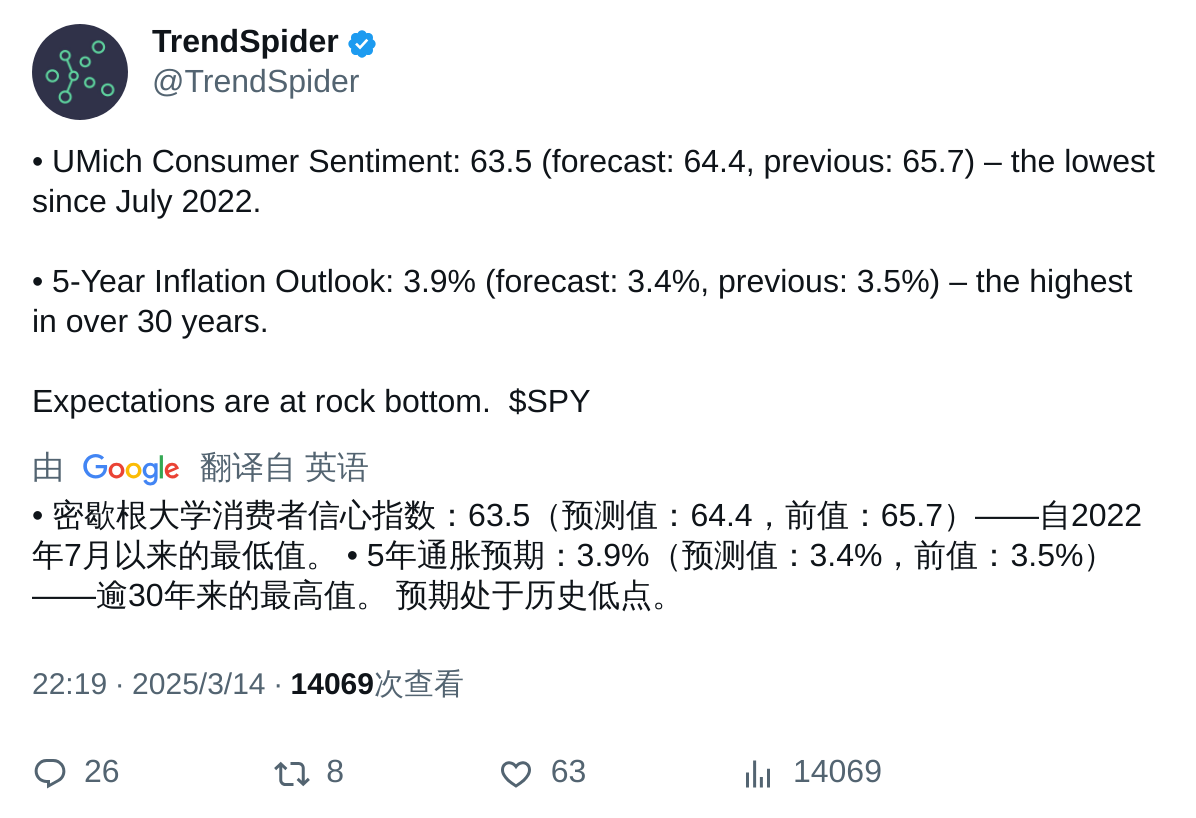 TrendSpider
@TrendSpider
• UMich Consumer Sentiment: 63.5 (forecast: 64.4, previous: 65.7) – the lowest
since July 2022.
• 5-Year Inflation Outlook: 3.9% (forecast: 3.4%, previous: 3.5%) – the highest
in over 30 years.
Expectations are at rock bottom.  $SPY
由 Google 翻译自 英语
• 密歇根大学消费者信心指数：63.5（预测值：64.4，前值：65.7）——自2022
年7月以来的最低值。 • 5年通胀预期：3.9%（预测值：3.4%，前值：3.5%）
——逾30年来的最高值。 预期处于历史低点。
22:19 · 2025/3/14 · 14069次查看
26 8 63 14069